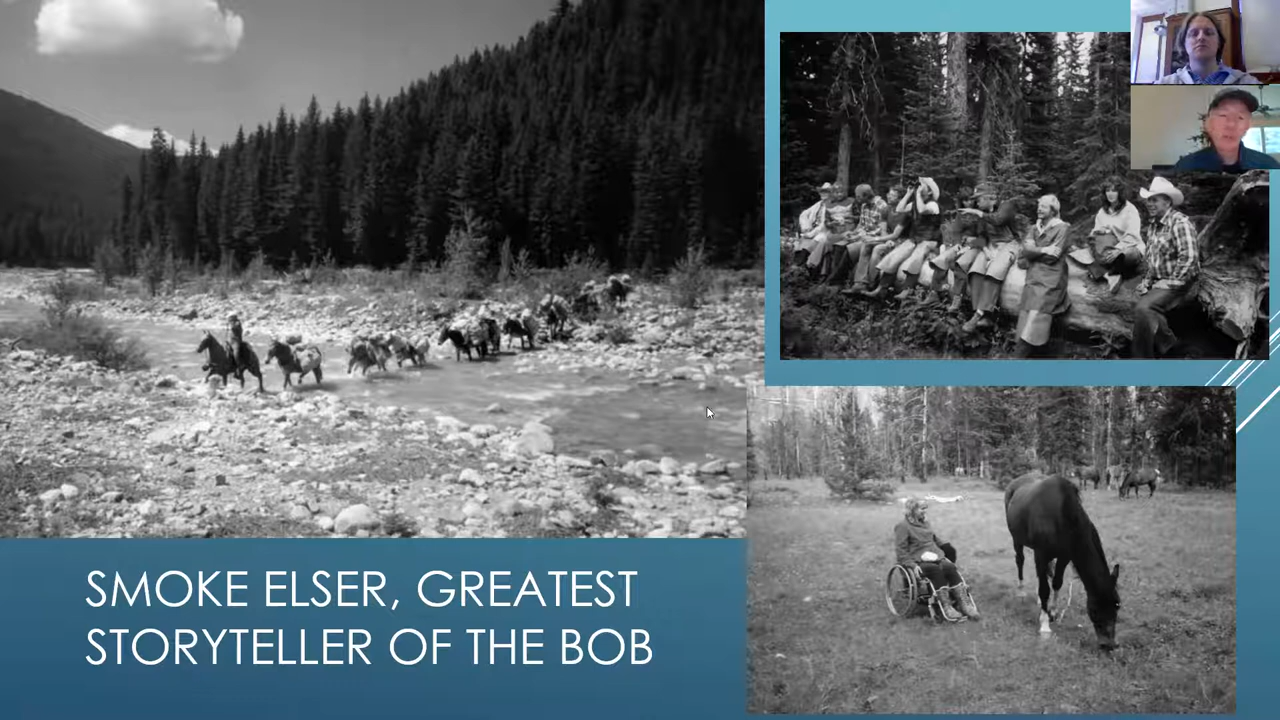 SMOKE ELSER, GREATEST
STORYTELLER OF THE BOB